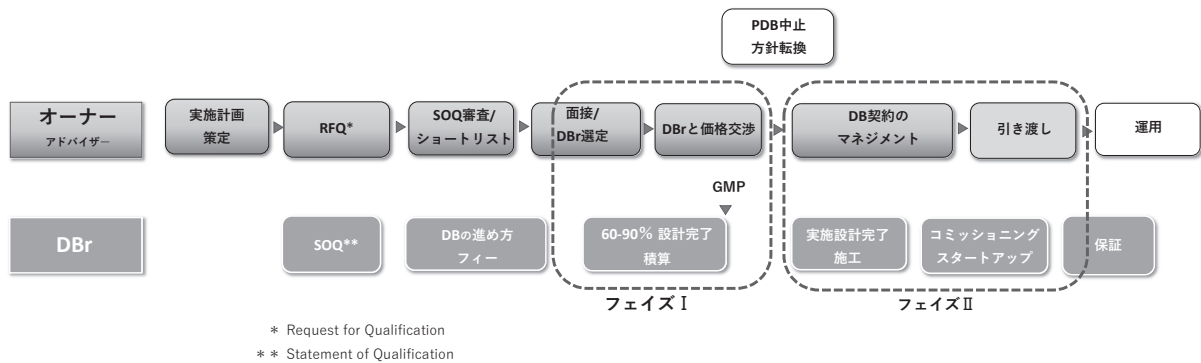 PDB中止
方針転換
オーナー
アドバイザー
実施計画
策定
RFQ*
SOQ審査/
ショートリスト
面接/
DBr選定
DBrと価格交渉
DB契約の
マネジメント
引き渡し
運用
GMP
DBr
SOQ**
DBの進め方
フィー
60-90% 設計完了
積算
実施設計完了
施工
コミッショニング
スタートアップ
保証
フェイズⅠ
フェイズⅡ
* Request for Qualification
** Statement of Qualification